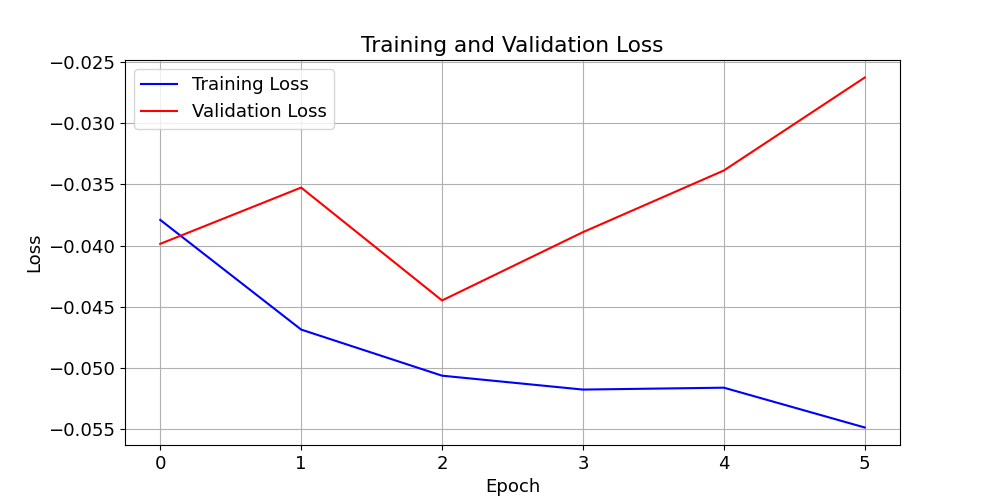 Training and Validation Loss
−0.025
−0.030
−0.035
−0.040
−0.045
−0.050
−0.055
Loss
Training Loss
Validation Loss
0 1 2 3 4 5
Epoch